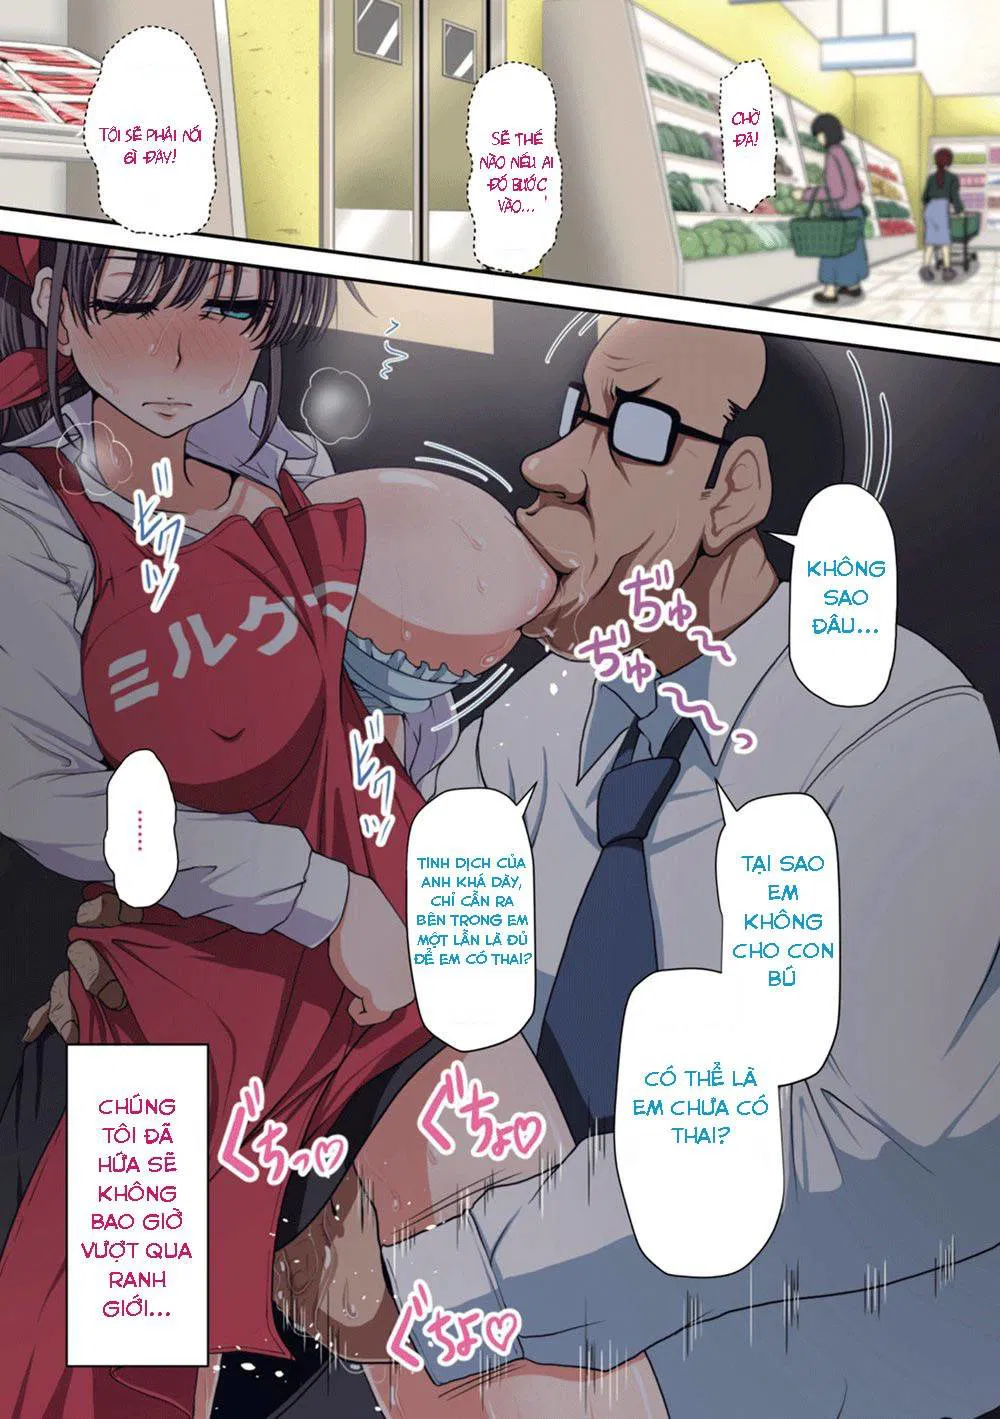 CHỜ
ĐÃ!
SẼ THẾ
NÀO NẾU AI
ĐÓ BƯỚC
VÀO...
TÔI SẼ PHẢI NÓI
GÌ ĐÂY!
KHÔNG
SAO
ĐÂU...
ぢゅ〜
ぢゅ〜〜っ
ビクッ
ミルクマ
ビクッ
TẠI SAO
EM
KHÔNG
CHO CON
BÚ
CÓ THỂ LÀ
EM CHƯA CÓ
THAI?
TINH DỊCH CỦA
ANH KHÁ DÀY,
CHỈ CẦN RA
BÊN TRONG EM
MỘT LẦN LÀ ĐỦ
ĐỂ EM CÓ THAI?
......
ぐちょ♡
ぐちっ♡
ぐちょ♡
CHÚNG
TÔI ĐÃ
HỨA SẼ
KHÔNG
BAO GIỜ
VƯỢT QUA
RANH
GIỚI...